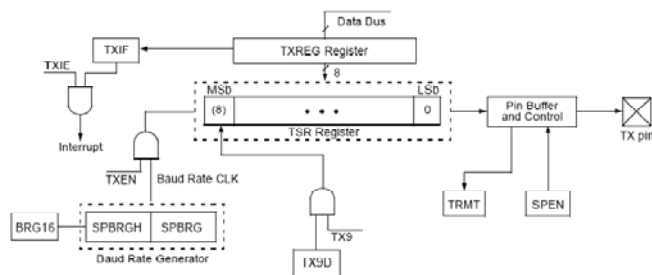 Data Bus
TXIF
TXREG Register
TXIE
8
MSb
LSb
(8)
0
TSR Register
Pin Buffer
and Control
TX pin
Interrupt
TXEN
Baud Rate CLK
TRMT
SPEN
BRG16
SPBRGH
SPBRG
TX9
Daud Rate Generator
TX9D